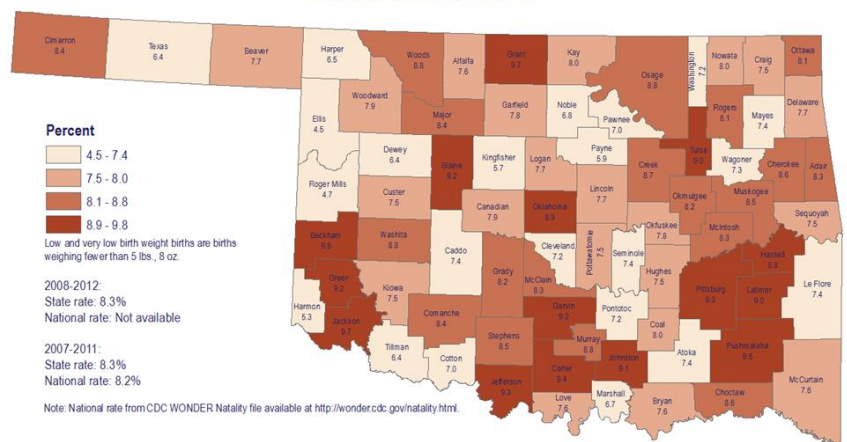 Cimarron
8.4
Texas
6.4
Beaver
7.7
Harper
6.5
Woods
8.8
Alfalfa
7.6
Grant
9.7
Kay
8.0
Osage
8.8
Washington
7.2
Nowata
8.0
Craig
7.5
Ottawa
8.1
Ellis
4.5
Woodward
7.9
Major
8.4
Garfield
7.8
Noble
6.8
Pawnee
7.0
Rogers
8.1
Mayes
7.4
Delaware
7.7
Percent
4.5 - 7.4
7.5 - 8.0
8.1 - 8.8
8.9 - 9.8
Low and very low birth weight births are births
weighing fewer than 5 lbs., 8 oz.
2008-2012:
State rate: 8.3%
National rate: Not available
2007-2011:
State rate: 8.3%
National rate: 8.2%
Note: National rate from CDC WONDER Natality file available at http://wonder.cdc.gov/natality.html.
Dewey
6.4
Blaine
9.2
Kingfisher
5.7
Logan
7.7
Payne
5.9
Creek
8.7
Tulsa
9.0
Wagoner
7.3
Cherokee
8.6
Adair
8.3
Roger Mills
4.7
Custer
7.5
Canadian
7.9
Oklahoma
8.9
Lincoln
7.7
Okmulgee
8.2
Muskogee
8.5
Sequoyah
7.5
Beckham
Washita
8.8
Caddo
7.4
Grady
8.2
McClain
8.3
Cleveland
7.2
Pottawatomie
7.5
Seminole
7.4
Okfuskee
7.8
McIntosh
8.3
Haskell
Hughes
7.5
Pittsburg
9.3
Latimer
9.0
Le Flore
7.4
Greer
9.2
Kiowa
7.5
Harmon
5.3
Jackson
9.7
Comanche
8.4
Tillman
6.4
Cotton
7.0
Stephens
8.5
Garvin
9.2
Murray
8.8
Pontotoc
7.2
Coal
8.0
Atoka
7.4
Pushmataha
9.6
McCurtain
7.6
Jefferson
9.3
Carter
9.4
Johnston
9.1
Love
7.6
Marshall
6.7
Bryan
7.6
Choctaw
8.6